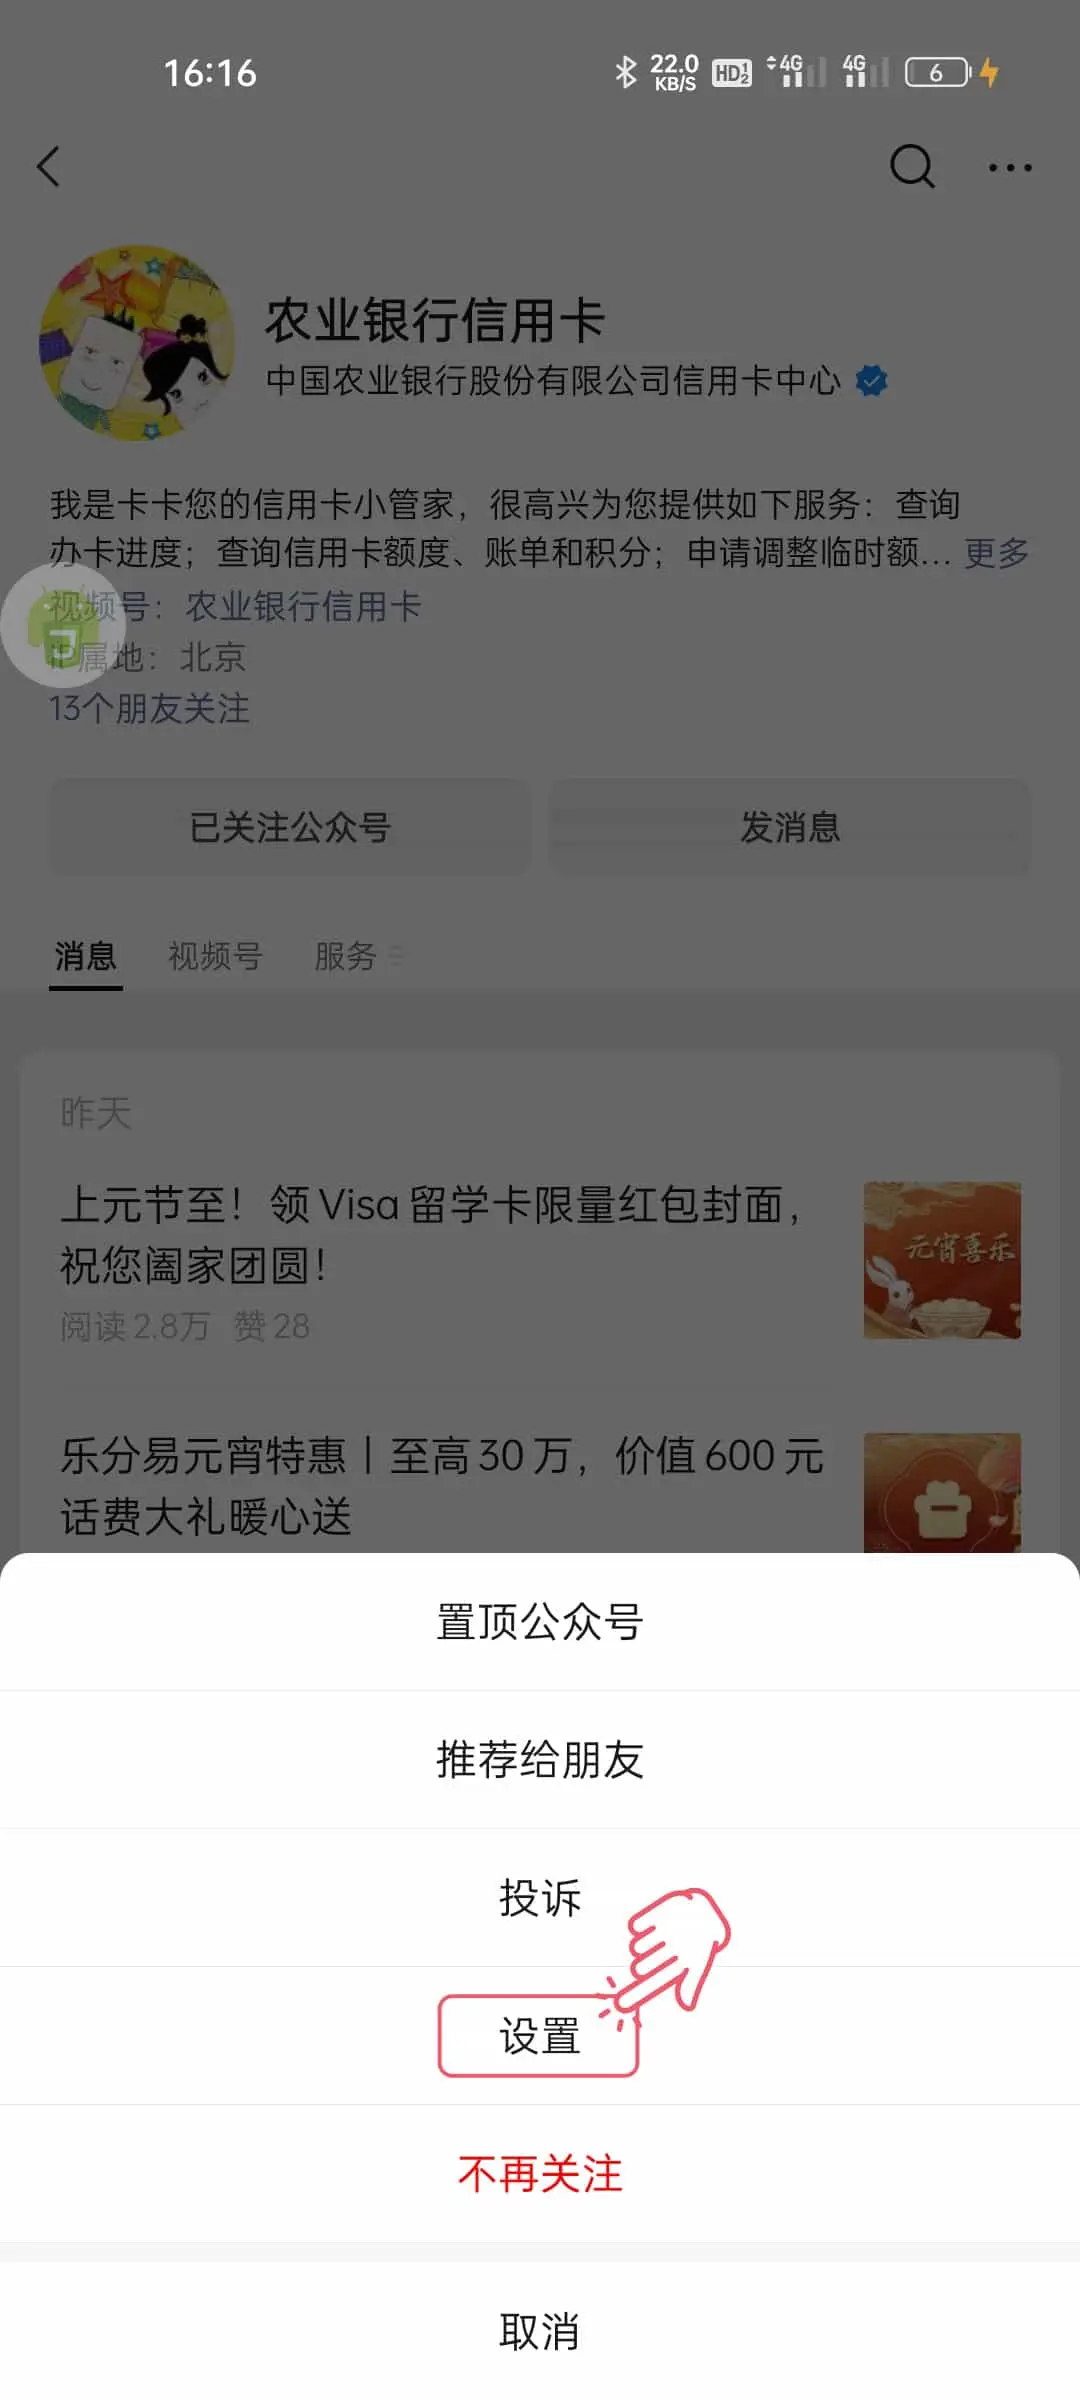 16:16
22.0
KB/S
HD
4G
4G
6
农业银行信用卡
中国农业银行股份有限公司信用卡中心
我是卡卡您的信用卡小管家，很高兴为您提供如下服务：查询
办卡进度；查询信用卡额度、账单和积分；申请调整临时额... 更多
视频号：农业银行信用卡
IP属地：北京
13个朋友关注
已关注公众号
发消息
消息
视频号
服务
昨天
上元节至！领 Visa 留学卡限量红包封面，
祝您阖家团圆！
阅读 2.8万 赞 28
元宵喜乐
乐分易元宵特惠丨至高 30 万，价值 600 元
话费大礼暖心送
置顶公众号
推荐给朋友
投诉
设置
不再关注
取消